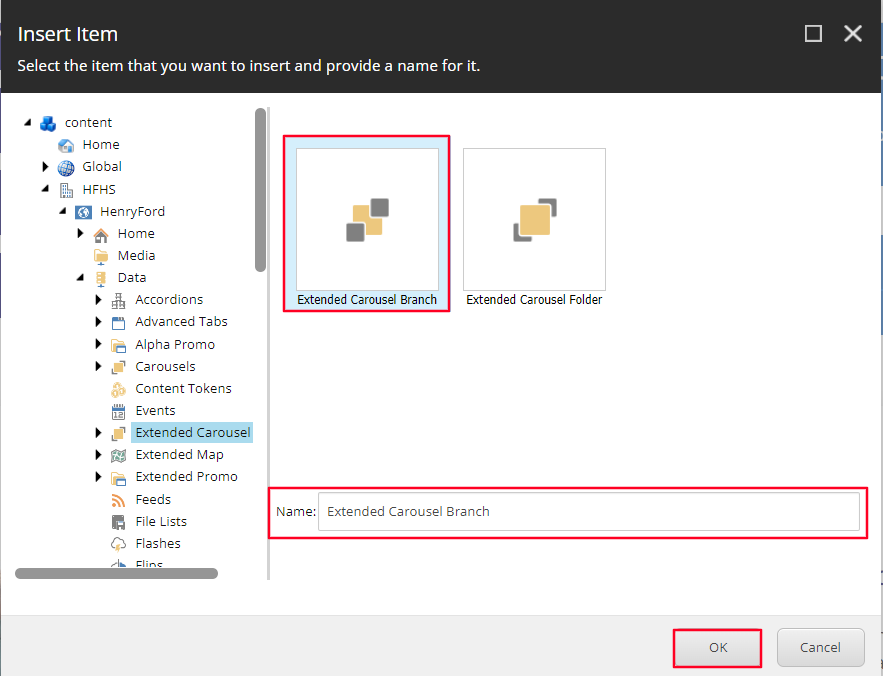 Insert Item
Select the item that you want to insert and provide a name for it.
content
Home
Global
HFHS
HenryFord
Home
Media
Data
Accordions
Advanced Tabs
Alpha Promo
Carousels
Content Tokens
Events
Extended Carousel
Extended Map
Extended Promo
Feeds
File Lists
Flashes
Flips
Extended Carousel Branch
Extended Carousel Folder
Name: Extended Carousel Branch
OK
Cancel